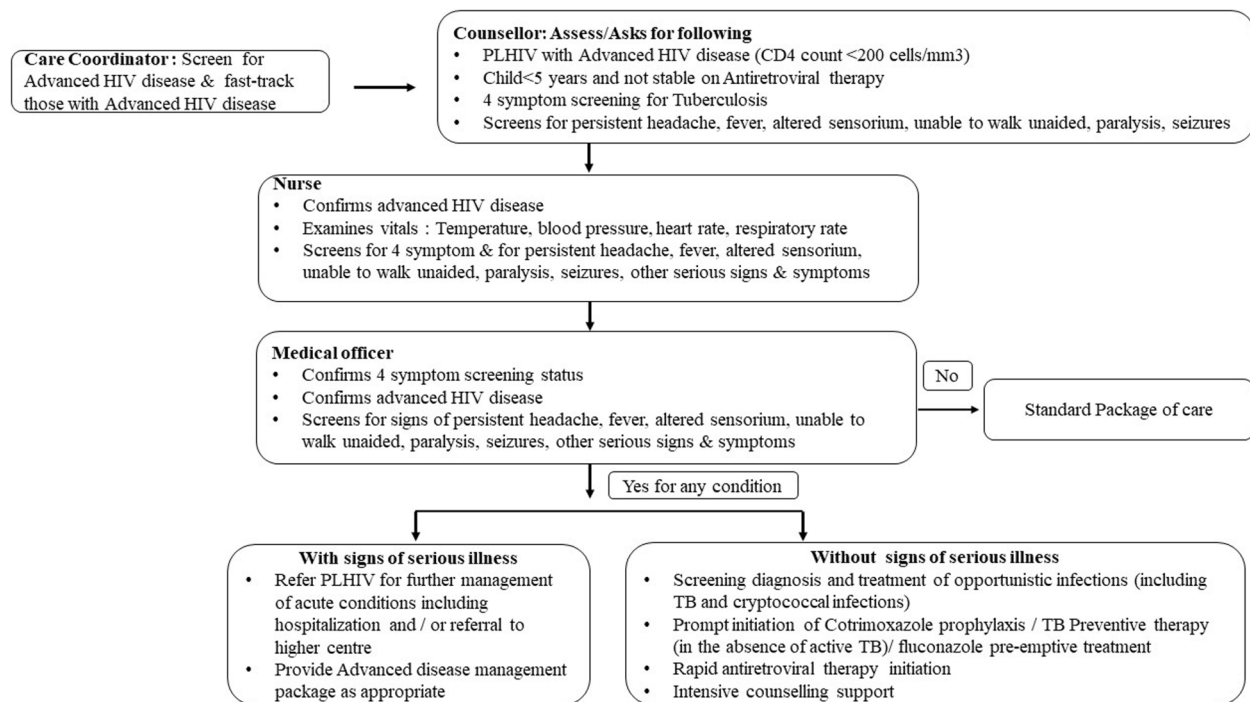 Care Coordinator : Screen for
Advanced HIV disease & fast-track
those with Advanced HIV disease
Counsellor: Assess/Asks for following
• PLHIV with Advanced HIV disease (CD4 count <200 cells/mm3)
• Child<5 years and not stable on Antiretroviral therapy
• 4 symptom screening for Tuberculosis
• Screens for persistent headache, fever, altered sensorium, unable to walk unaided, paralysis, seizures
Nurse
• Confirms advanced HIV disease
• Examines vitals : Temperature, blood pressure, heart rate, respiratory rate
• Screens for 4 symptom & for persistent headache, fever, altered sensorium,
unable to walk unaided, paralysis, seizures, other serious signs & symptoms
Medical officer
• Confirms 4 symptom screening status
• Confirms advanced HIV disease
• Screens for signs of persistent headache, fever, altered sensorium, unable to
walk unaided, paralysis, seizures, other serious signs & symptoms
No
Standard Package of care
Yes for any condition
With signs of serious illness
• Refer PLHIV for further management
of acute conditions including
hospitalization and / or referral to
higher centre
• Provide Advanced disease management
package as appropriate
Without signs of serious illness
• Screening diagnosis and treatment of opportunistic infections (including
TB and cryptococcal infections)
• Prompt initiation of Cotrimoxazole prophylaxis / TB Preventive therapy
(in the absence of active TB)/ fluconazole pre-emptive treatment
• Rapid antiretroviral therapy initiation
• Intensive counselling support